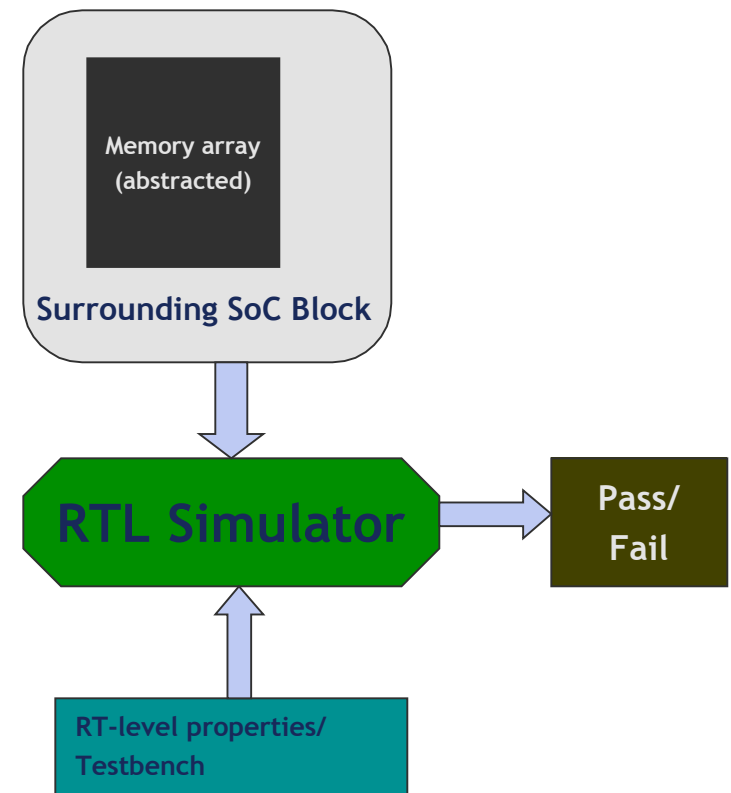 Memory array
(abstracted)
Surrounding SoC Block
RTL Simulator
Pass/
Fail
RT-level properties/
Testbench